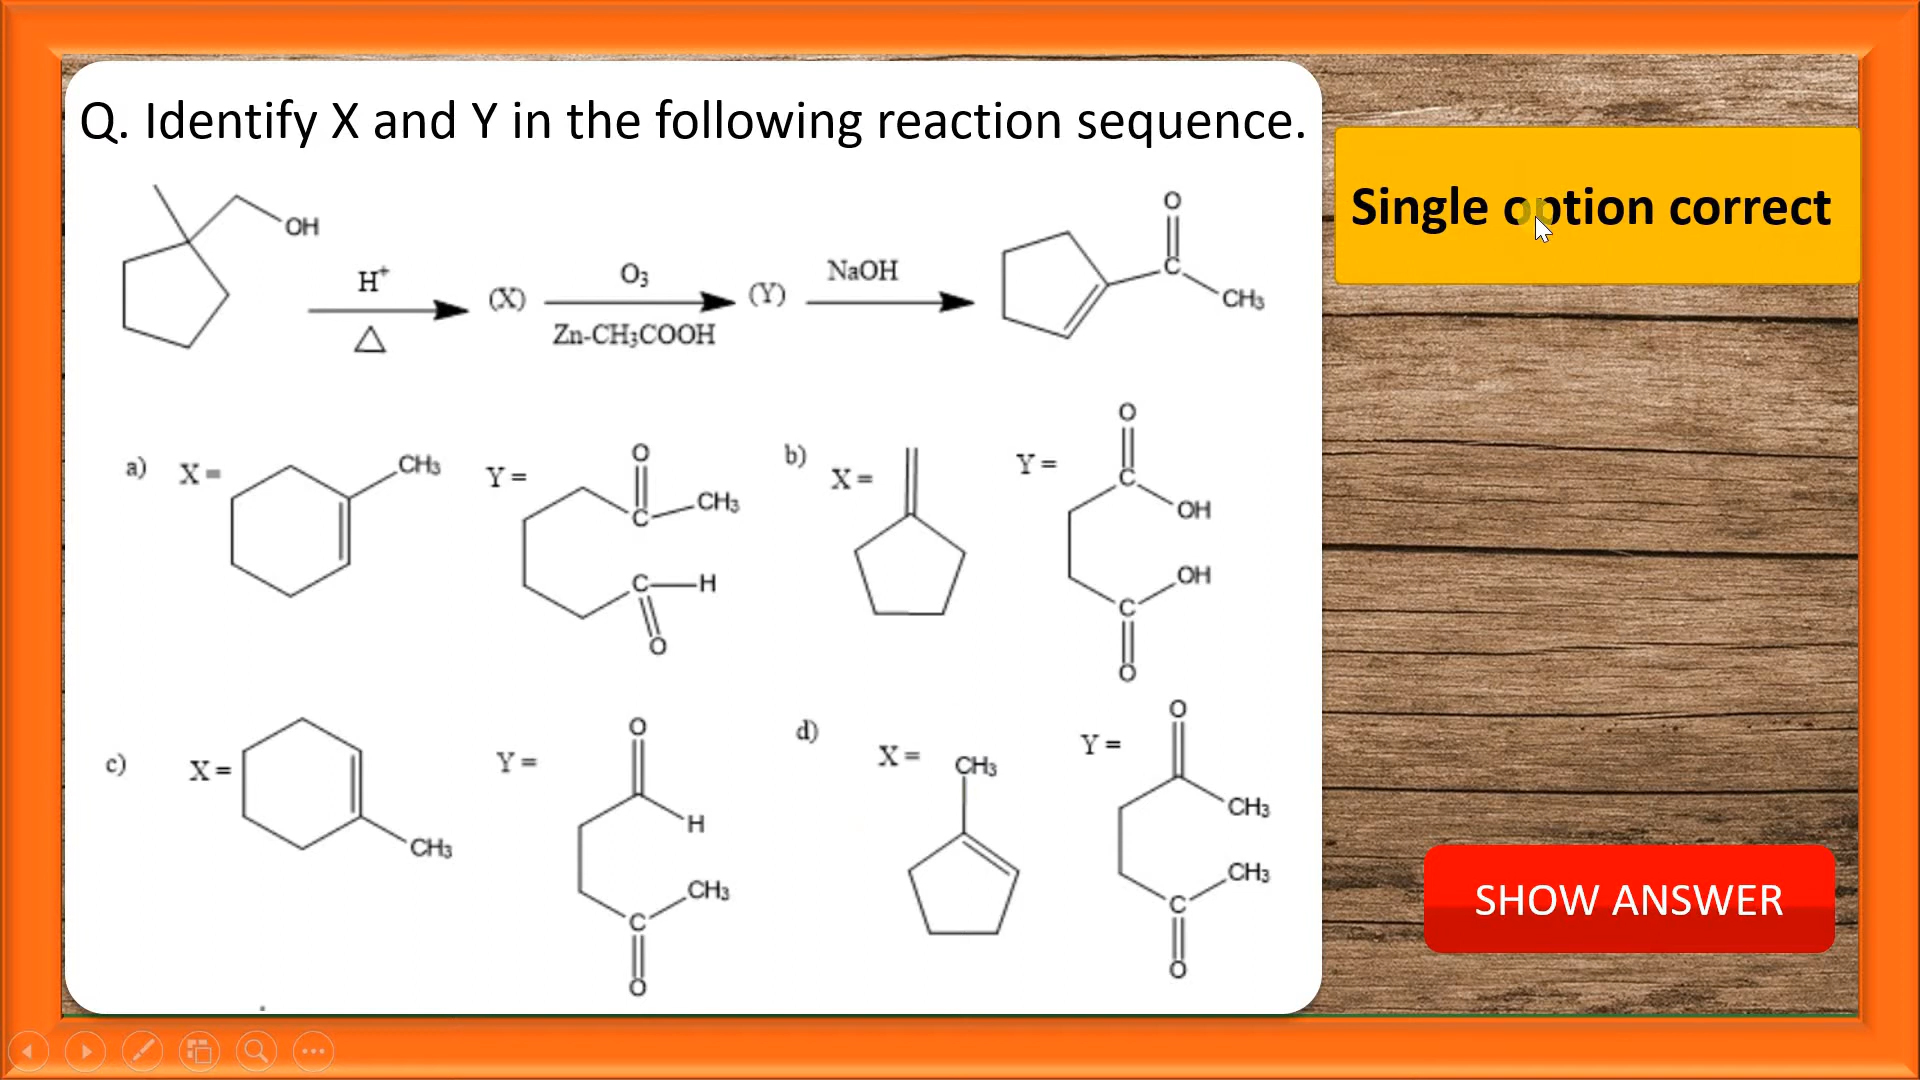 Q. Identify X and Y in the following reaction sequence.
Single option correct
OH
H⁺
△
(X)
O₃
Zn-CH₃COOH
(Y)
NaOH
O
C
CH₃
a) X =
CH₃
Y =
O
C
CH₃
C H
O
b) X =
Y =
O
C
OH
OH
C
O
c) X =
CH₃
Y =
O
H
CH₃
C
O
d) X =
CH₃
Y =
O
CH₃
CH₃
C
O
SHOW ANSWER